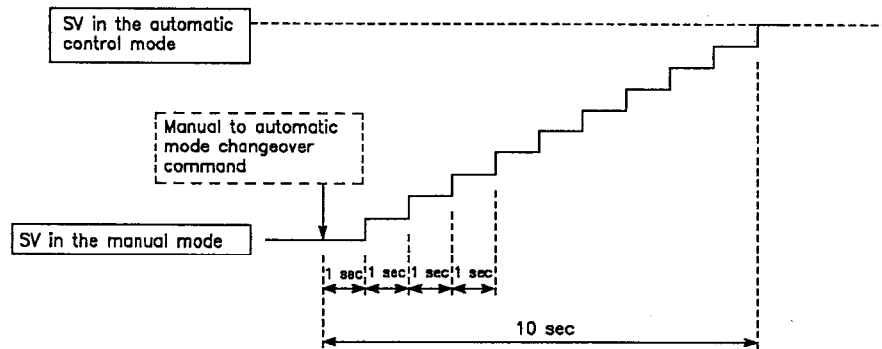 SV in the automatic
control mode
Manual to automatic
mode changeover
command
SV in the manual mode
1 sec 1 sec 1 sec 1 sec
10 sec